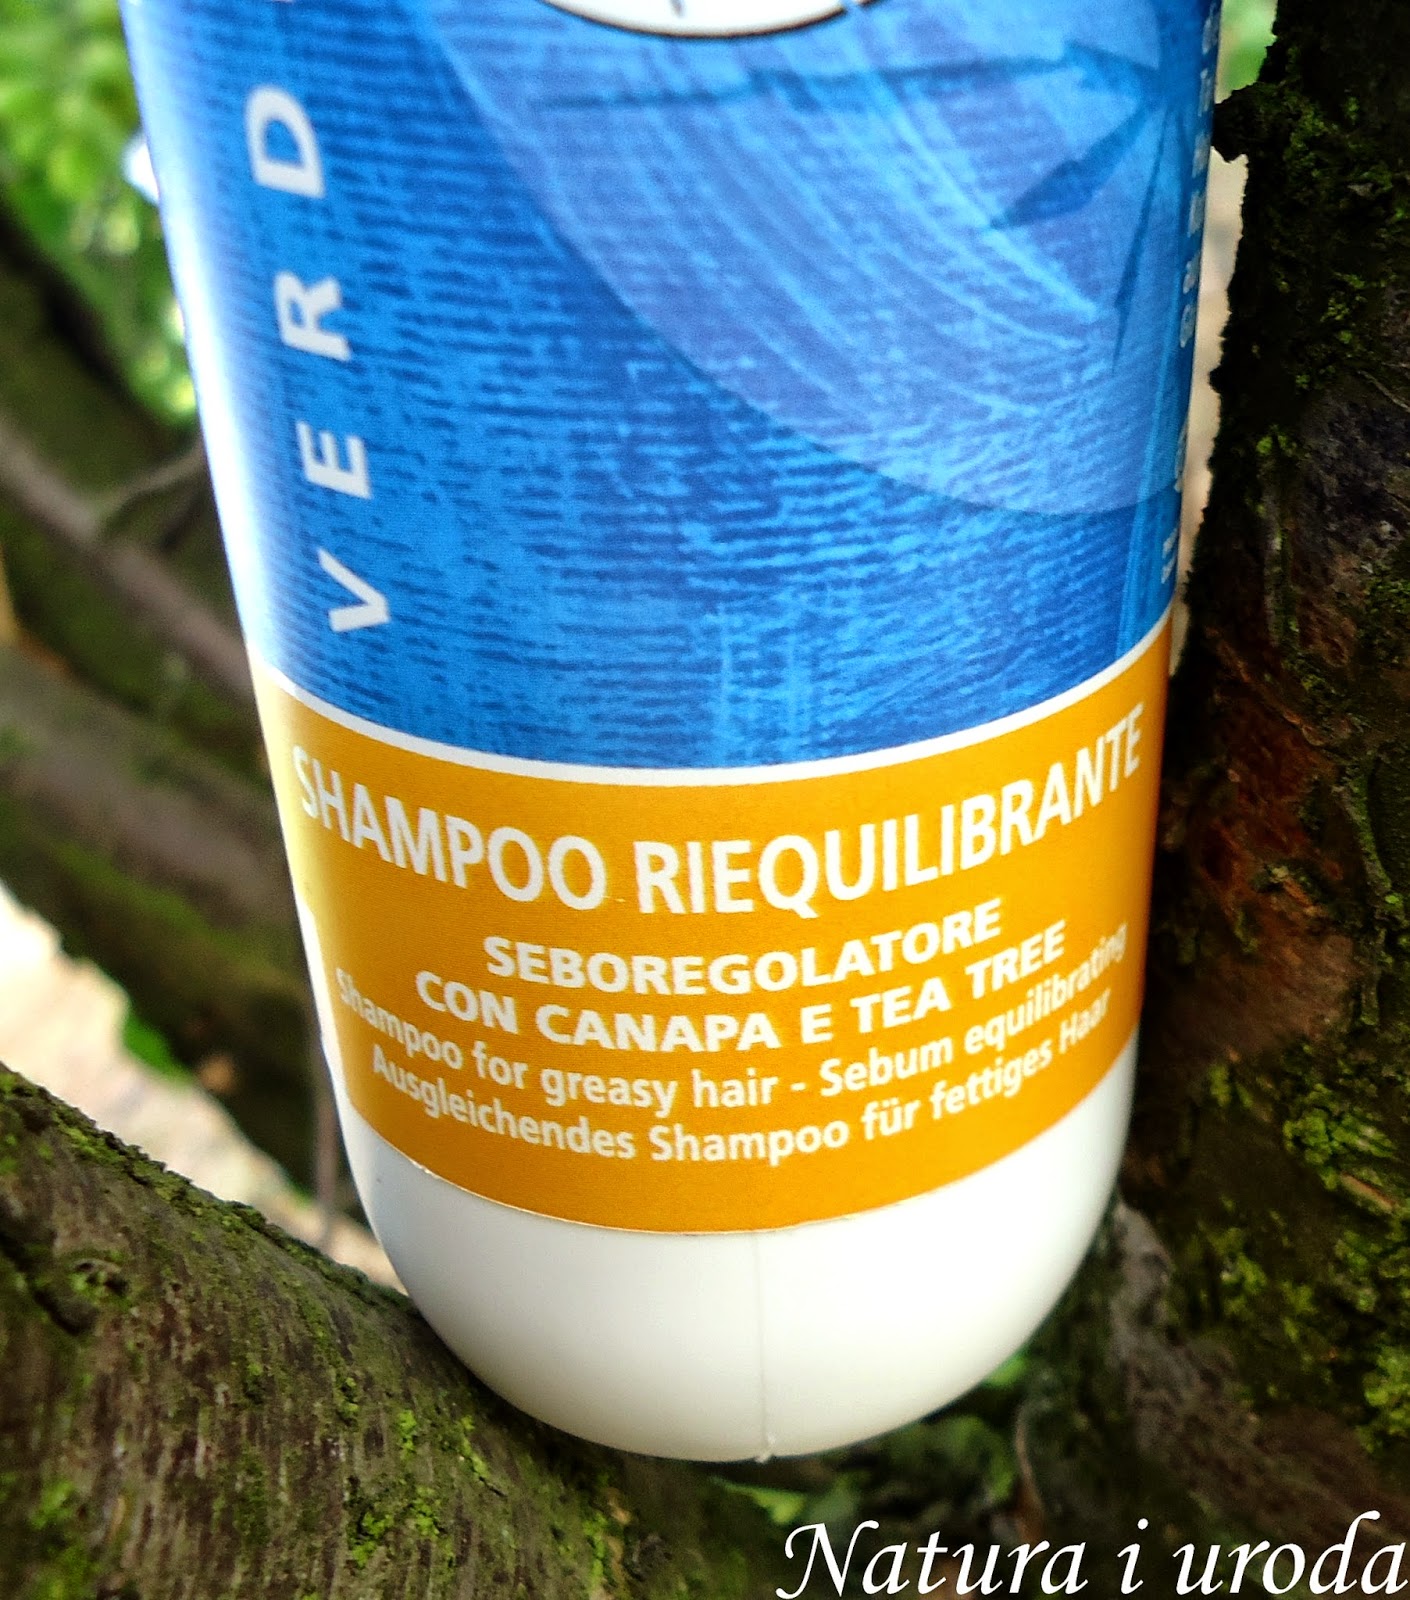 VERD
SHAMPOO RIEQUILIBRANTE
SEBOREGOLATORE
CON CANAPA E TEA TREE
Shampoo for greasy hair - Sebum equilibrating
Ausgleichendes Shampoo für fettiges Haar
Natura i uroda